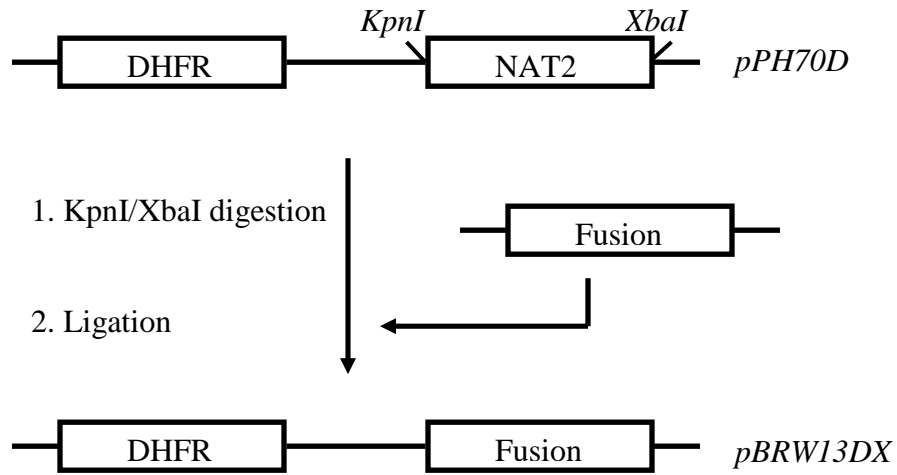 KpnI XbaI
DHFR NAT2 pPH70D
1. KpnI/XbaI digestion
Fusion
2. Ligation
DHFR Fusion pBRW13DX